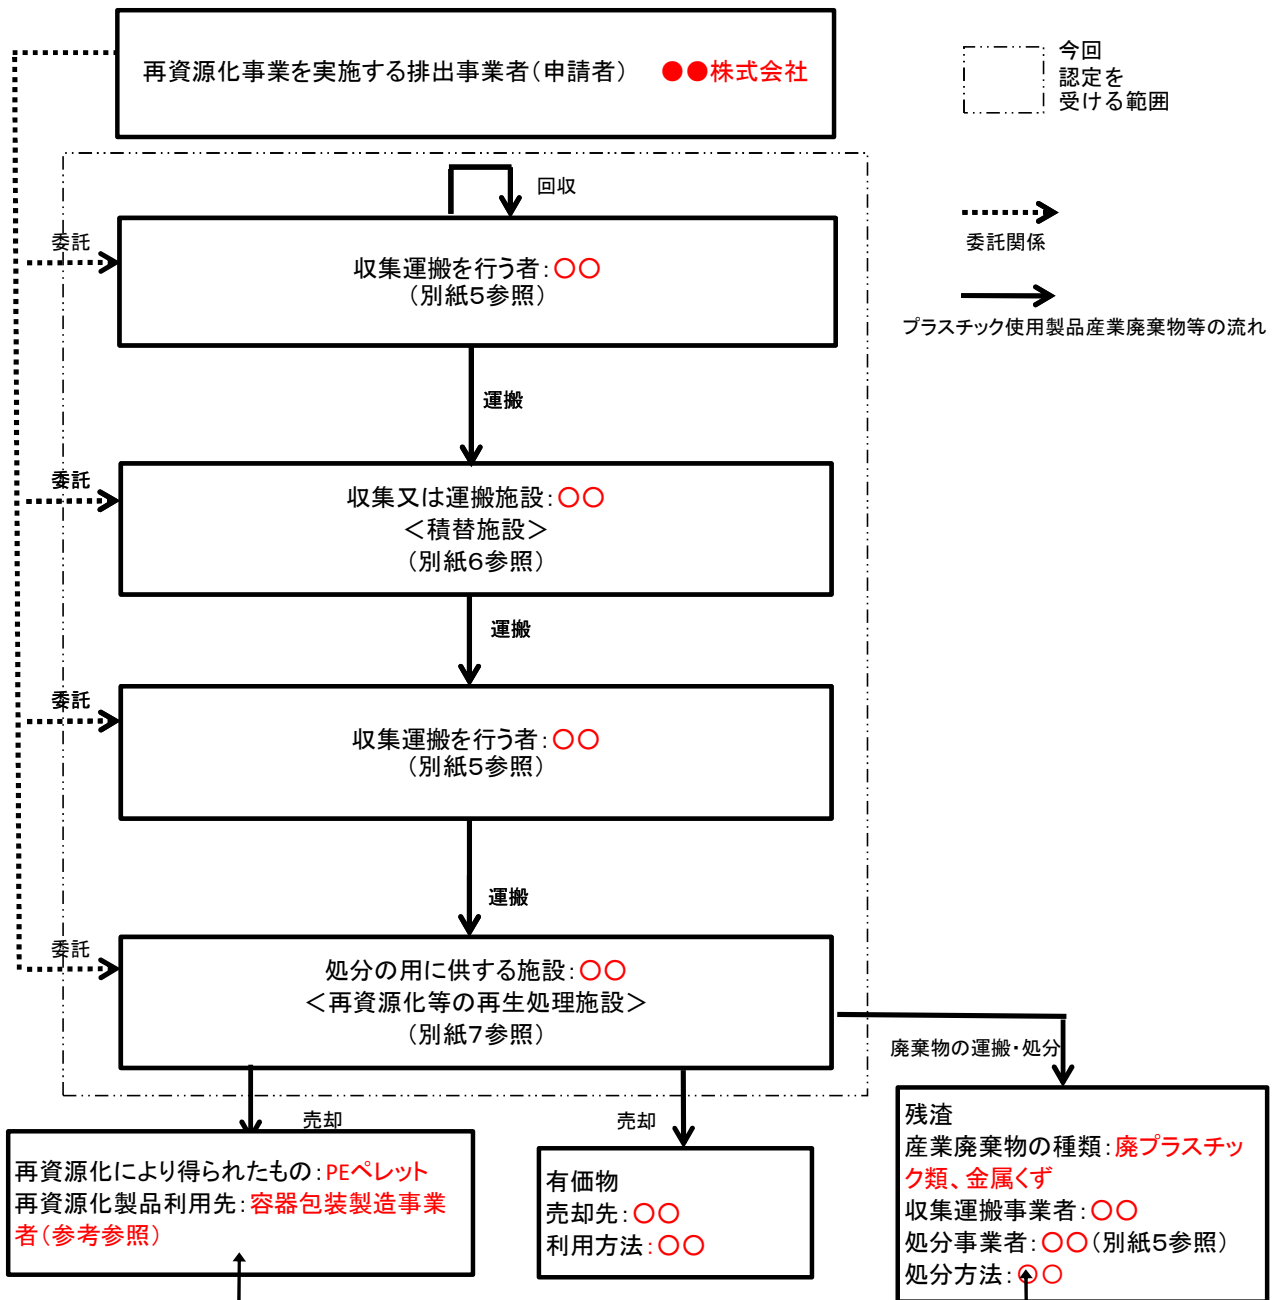 再資源化事業を実施する排出事業者（申請者）　●●株式会社
今回
認定を
受ける範囲
回収
委託
収集運搬を行う者：〇〇
（別紙5参照）
委託関係
プラスチック使用製品産業廃棄物等の流れ
運搬
委託
収集又は運搬施設：〇〇
＜積替施設＞
（別紙6参照）
運搬
委託
収集運搬を行う者：〇〇
（別紙5参照）
運搬
委託
処分の用に供する施設：〇〇
＜再資源化等の再生処理施設＞
（別紙7参照）
廃棄物の運搬・処分
売却
売却
再資源化により得られたもの：PEペレット
再資源化製品利用先：容器包装製造事業
者（参考参照）
有価物
売却先：〇〇
利用方法：〇〇
残渣
産業廃棄物の種類：廃プラスチッ
ク類、金属くず
収集運搬事業者：〇〇
処分事業者：〇〇（別紙5参照）
処分方法：〇〇